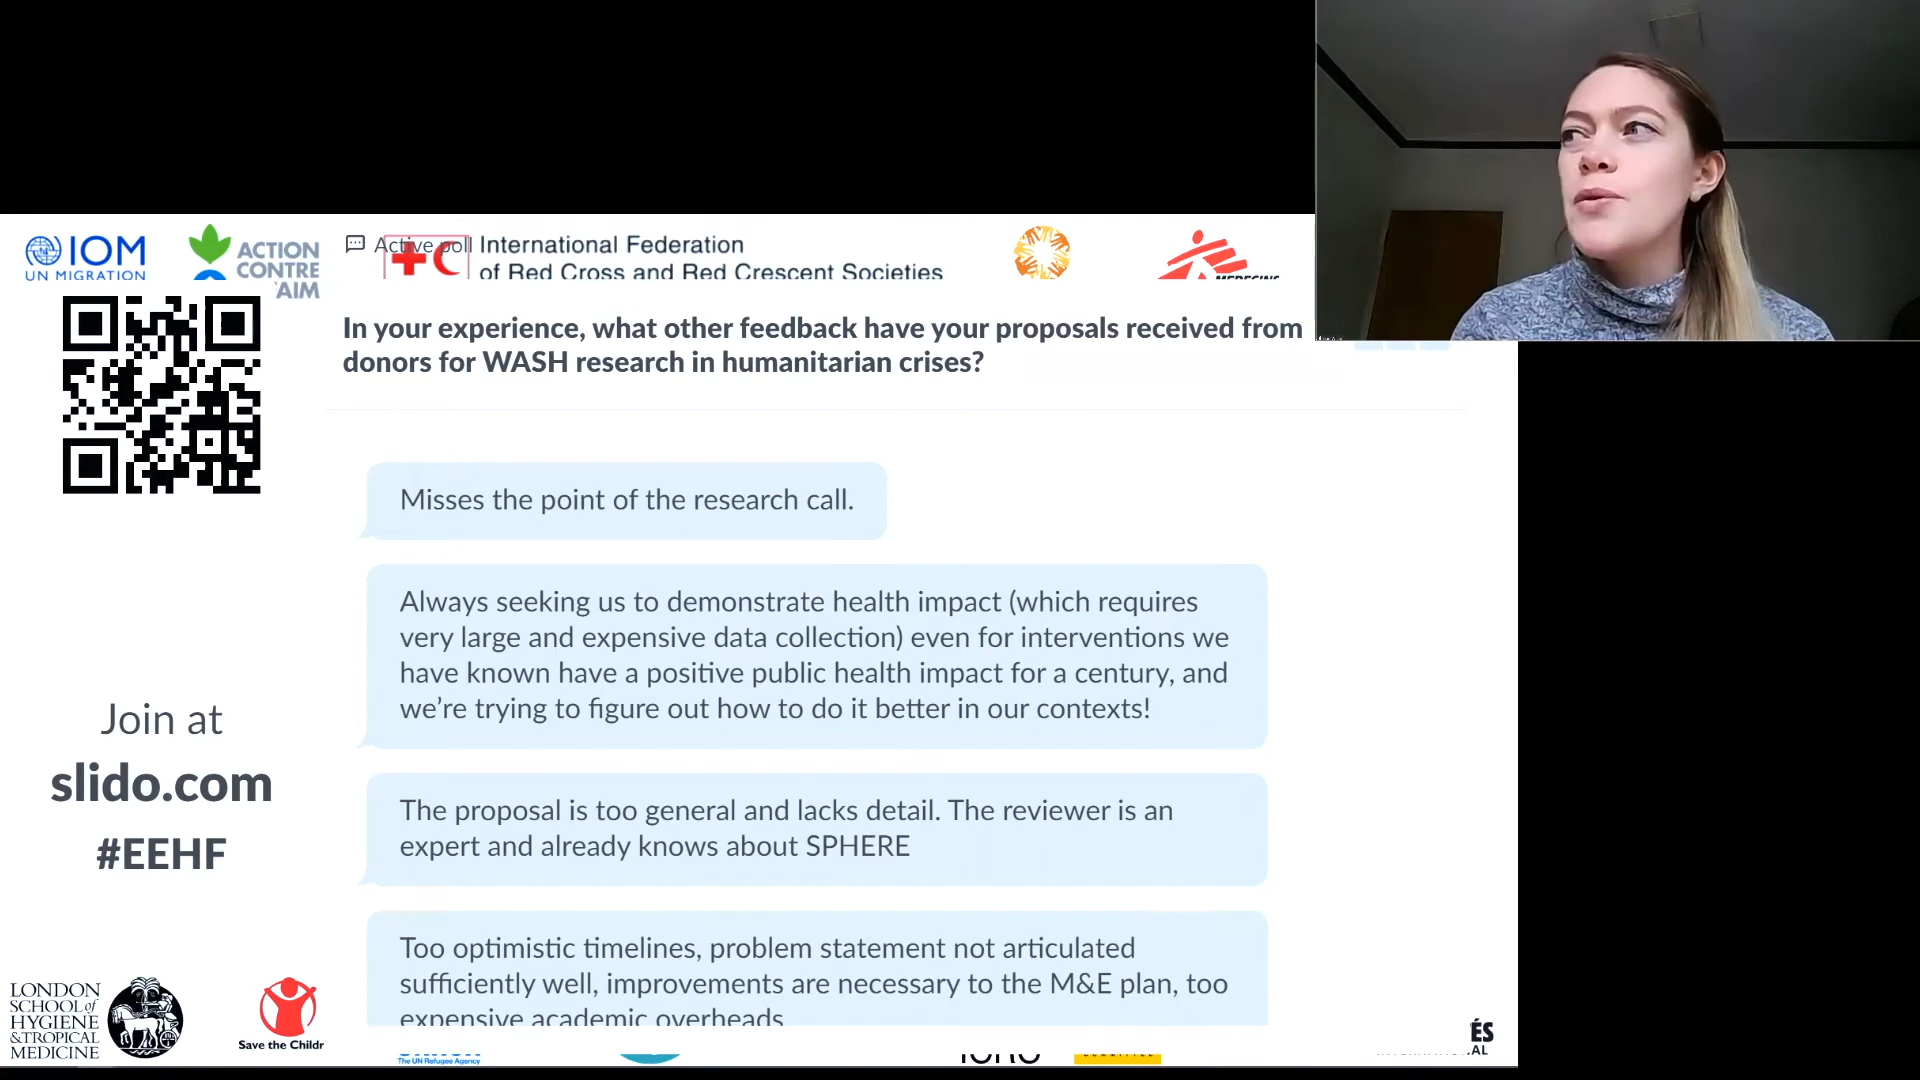 IOM
UN MIGRATION
ACTION
CONTRE
AIM
Active poll
International Federation
of Red Cross and Red Crescent Societies
MEDECINS
In your experience, what other feedback have your proposals received from
donors for WASH research in humanitarian crises?
Misses the point of the research call.
Always seeking us to demonstrate health impact (which requires
very large and expensive data collection) even for interventions we
have known have a positive public health impact for a century, and
we’re trying to figure out how to do it better in our contexts!
The proposal is too general and lacks detail. The reviewer is an
expert and already knows about SPHERE
Too optimistic timelines, problem statement not articulated
sufficiently well, improvements are necessary to the M&E plan, too
expensive academic overheads
Join at
slido.com
#EEHF
LONDON
SCHOOL of
HYGIENE
&TROPICAL
MEDICINE
Save the Childr
The UN Refugee Agency
ÉS
AL